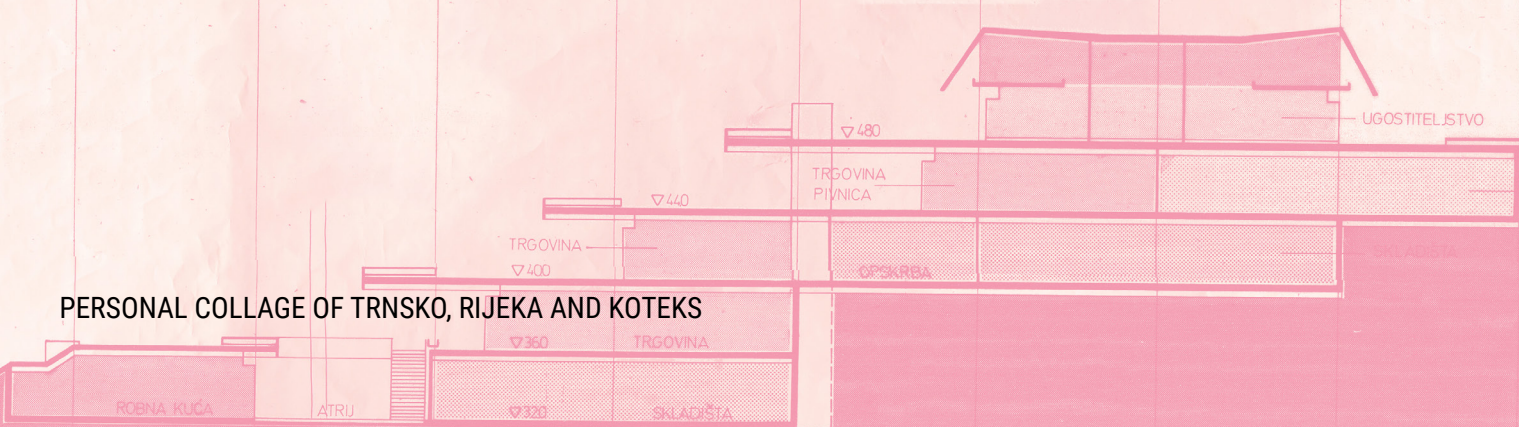 UGOSTITELJSTVO
▽480
TRGOVINA
PIVNICA
▽440
TRGOVINA
SKLADIŠTA
▽400
OPSKRBA
PERSONAL COLLAGE OF TRNSKO, RIJEKA AND KOTEKS
▽360
TRGOVINA
ROBNA KUĆA
ATRIJ
▽320
SKLADIŠTA